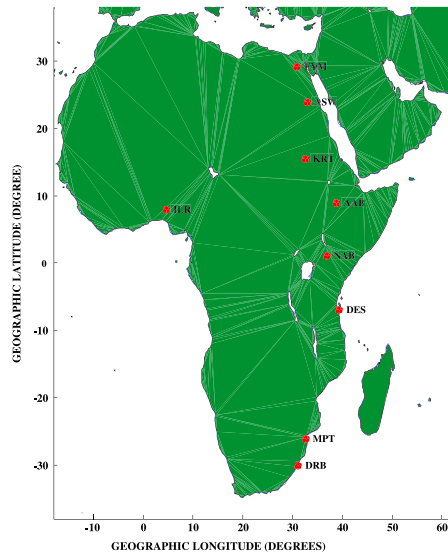 30
20
10
0
-10
-20
-30
-10
0
10
20
30
40
50
60
GEOGRAPHIC LATITUDE (DEGREE)
GEOGRAPHIC LONGITUDE (DEGREES)
KRT
ILR
AAB
NAB
DES
MPT
DRB